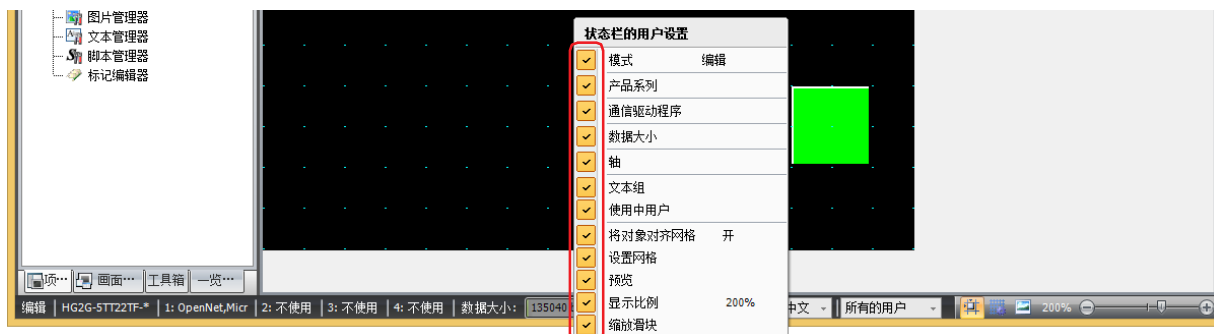 图片管理器
文本管理器
脚本管理器
标记编辑器
状态栏的用户设置
模式 编辑
产品系列
通信驱动程序
数据大小
轴
文本组
使用中用户
将对象对齐网格 开
设置网格
预览
显示比例 200%
缩放滑块
项… 画面… 工具箱 一览…
编辑 HG2G-5TT22TF-* 1: OpenNet,Micr 2: 不使用 3: 不使用 4: 不使用 数据大小: 135040 中文 所有的用户 200%